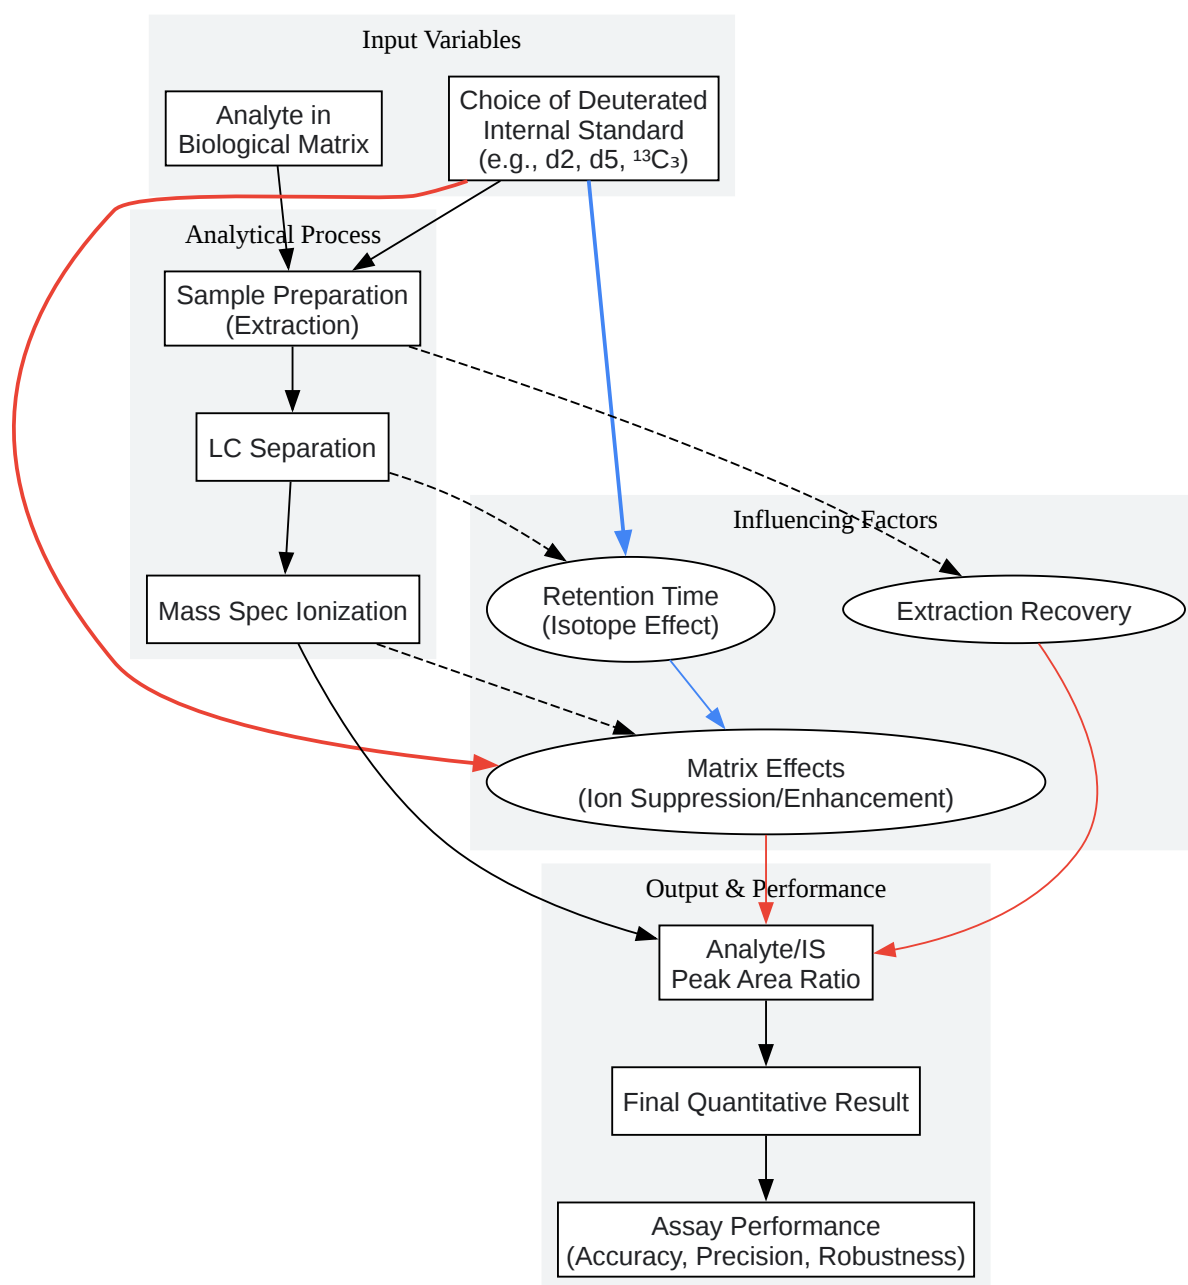 Input Variables
Analyte in
Biological Matrix
Choice of Deuterated
Internal Standard
(e.g., d2, d5, ¹³C₃)
Analytical Process
Sample Preparation
(Extraction)
LC Separation
Mass Spec Ionization
Influencing Factors
Retention Time
(Isotope Effect)
Extraction Recovery
Matrix Effects
(Ion Suppression/Enhancement)
Output & Performance
Analyte/IS
Peak Area Ratio
Final Quantitative Result
Assay Performance
(Accuracy, Precision, Robustness)